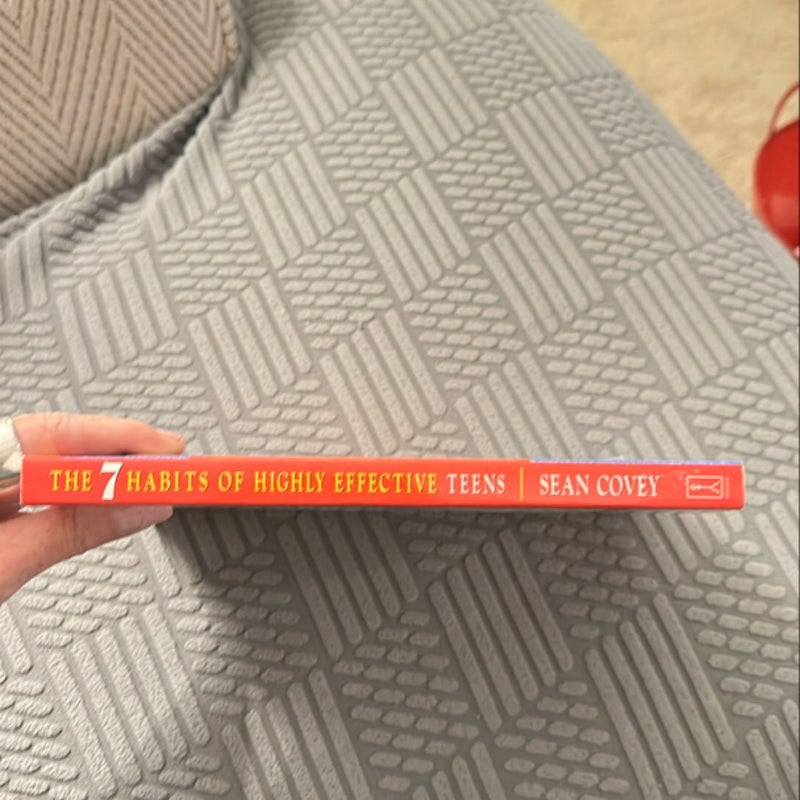 THE 7 HABITS OF HIGHLY EFFECTIVE TEENS | SEAN COVEY